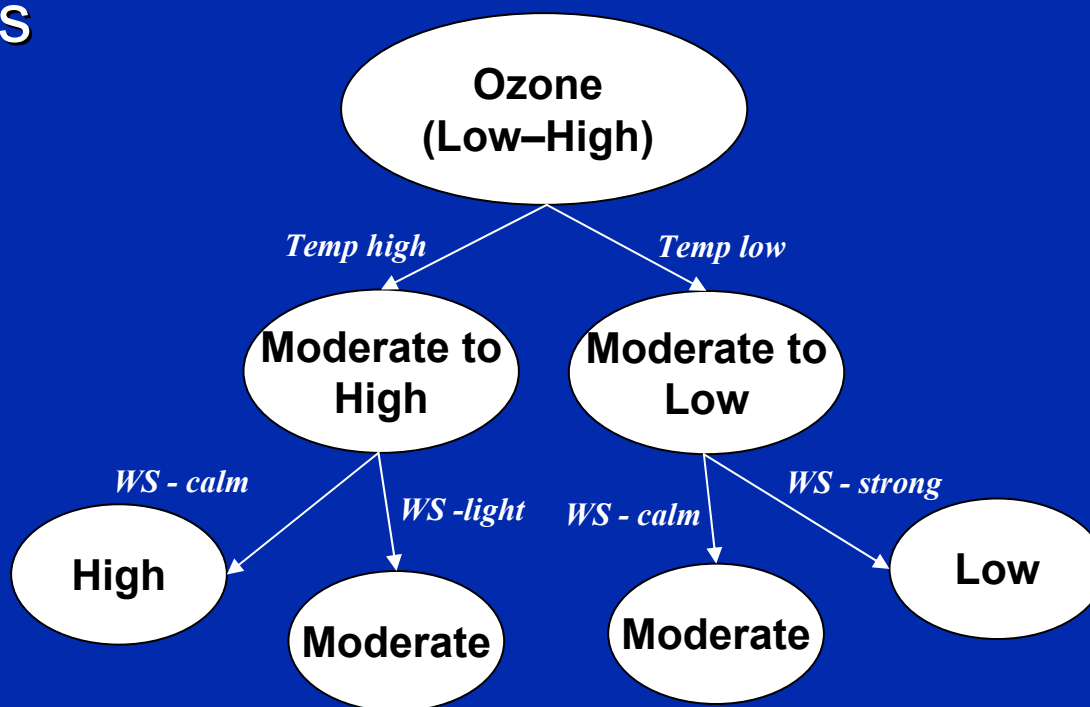 S
Ozone
(Low–High)
Temp high
Temp low
Moderate to
High
Moderate to
Low
WS - calm
WS -light
WS - calm
WS - strong
High
Moderate
Moderate
Low